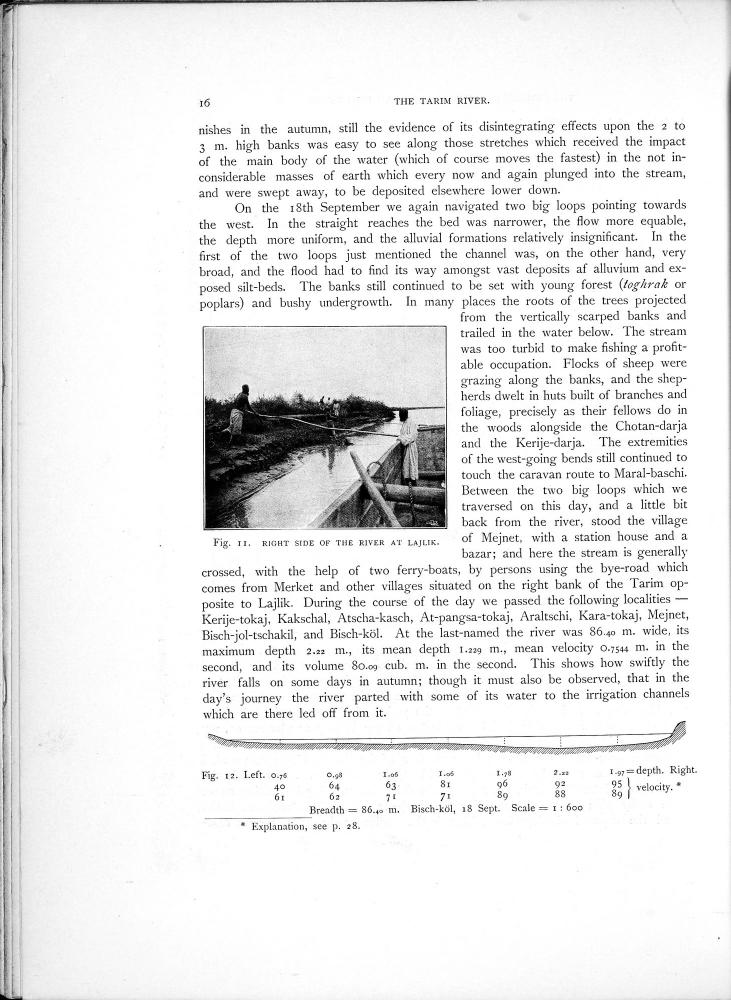 16
THE TARIM RIVER.
nishes in the autumn, still the evidence of its disintegrating effects upon the 2 to
3 m. high banks was easy to see along those stretches which received the impact
of the main body of the water (which of course moves the fastest) in the not in-
considerable masses of earth which every now and again plunged into the stream,
and were swept away, to be deposited elsewhere lower down.
On the 18th September we again navigated two big loops pointing towards
the west. In the straight reaches the bed was narrower, the flow more equable,
the depth more uniform, and the alluvial formations relatively insignificant. In the
first of the two loops just mentioned the channel was, on the other hand, very
broad, and the flood had to find its way amongst vast deposits af alluvium and ex-
posed silt-beds. The banks still continued to be set with young forest (toghrak or
poplars) and bushy undergrowth. In many places the roots of the trees projected
from the vertically scarped banks and
trailed in the water below. The stream
was too turbid to make fishing a profit-
able occupation. Flocks of sheep were
grazing along the banks, and the shep-
herds dwelt in huts built of branches and
foliage, precisely as their fellows do in
the woods alongside the Chotan-darja
and the Kerije-darja. The extremities
of the west-going bends still continued to
touch the caravan route to Maral-baschi.
Between the two big loops which we
traversed on this day, and a little bit
back from the river, stood the village
of Mejnet, with a station house and a
bazar; and here the stream is generally
Fig. 11. RIGHT SIDE OF THE RIVER AT LAJLIK.
crossed, with the help of two ferry-boats, by persons using the bye-road which
comes from Merket and other villages situated on the right bank of the Tarim op-
posite to Lajlik. During the course of the day we passed the following localities —
Kerije-tokaj, Kakschal, Atscha-kasch, At-pangsa-tokaj, Araltschi, Kara-tokaj, Mejnet,
Bisch-jol-tschakil, and Bisch-köl. At the last-named the river was 86.40 m. wide, its
maximum depth 2.22 m., its mean depth 1.229 m., mean velocity 0.7544 m. in the
second, and its volume 80.09 cub. m. in the second. This shows how swiftly the
river falls on some days in autumn; though it must also be observed, that in the
day's journey the river parted with some of its water to the irrigation channels
which are there led off from it.
Fig. 12. Left. 0.76 0.98 1.06 1.06 1.78 2.22 1.97 = depth. Right.
40 64 63 81 96 92 95 } velocity. *
61 62 71 71 89 88 89
Breadth = 86.40 m. Bisch-köl, 18 Sept. Scale = 1 : 600
* Explanation, see p. 28.